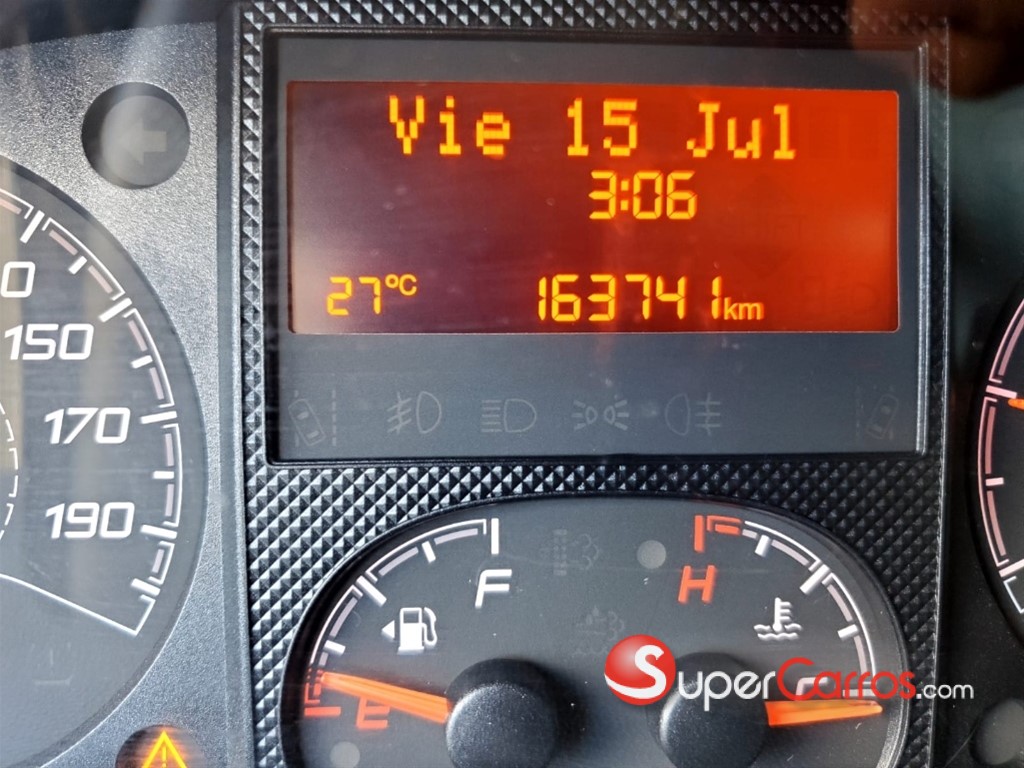 Vie 15 Jul
3:06
27°C 163741km
150
170
190
F
H
E
C
SuperCarros.com